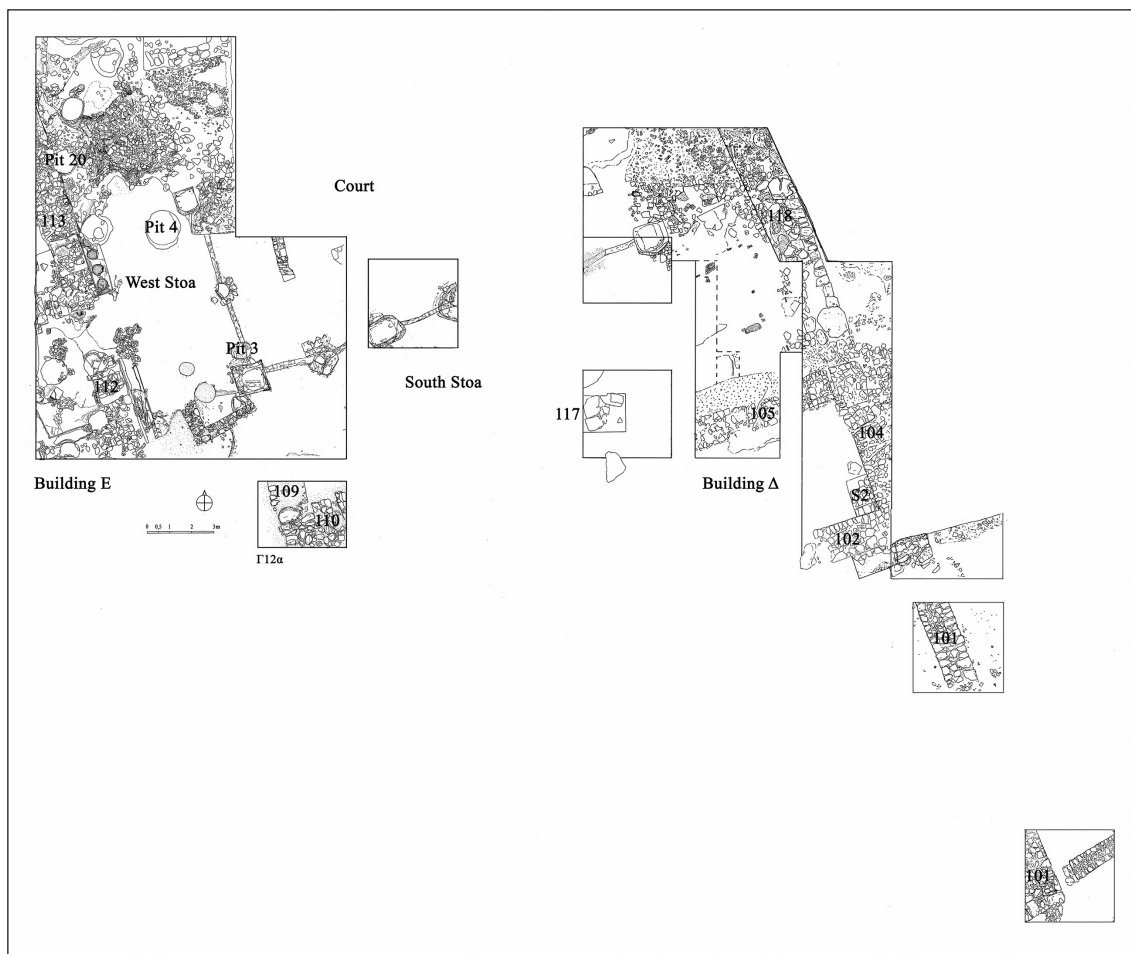 Pit 20
Court
113
Pit 4
118
West Stoa
Pit 3
South Stoa
112
117
105
104
Building E
Building Δ
S2
109
110
102
0 0,5 1 2 3m
Γ12α
101
101